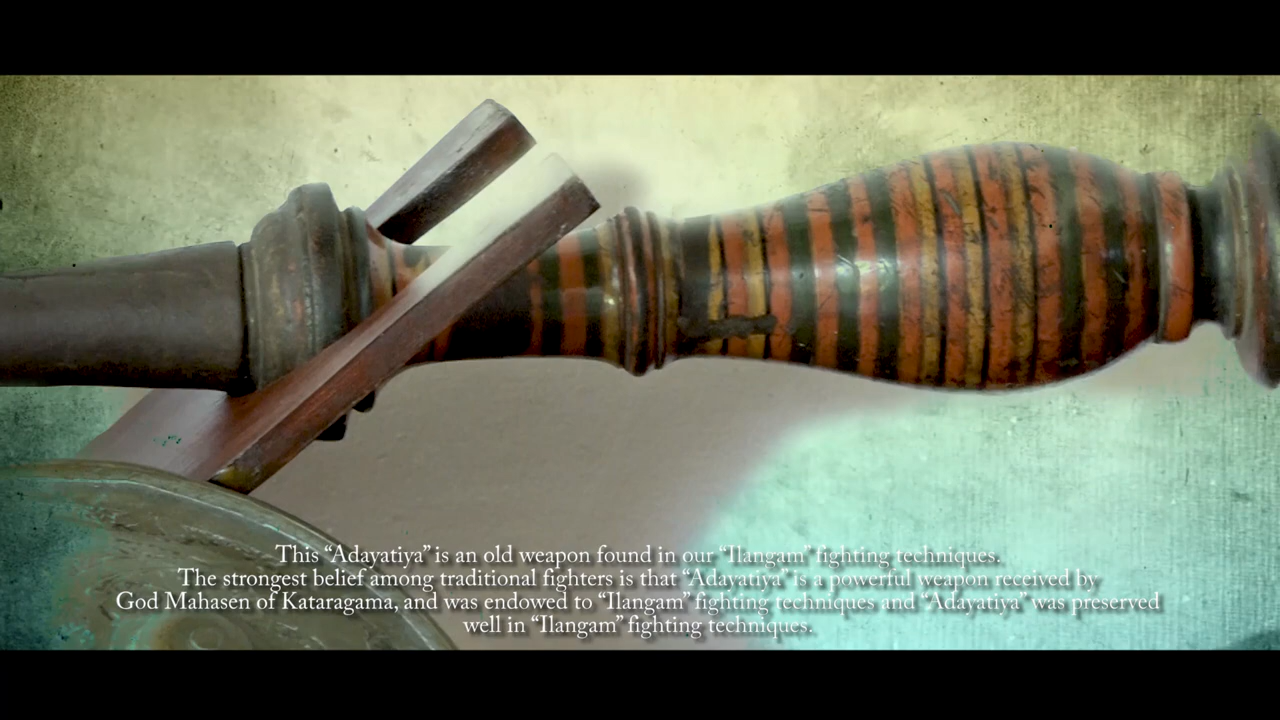 This “Adayatiya” is an old weapon found in our “Ilangam” fighting techniques.
The strongest belief among traditional fighters is that “Adayatiya” is a powerful weapon received by
God Mahasen of Kataragama, and was endowed to “Ilangam” fighting techniques and “Adayatiya” was preserved
well in “Ilangam” fighting techniques.